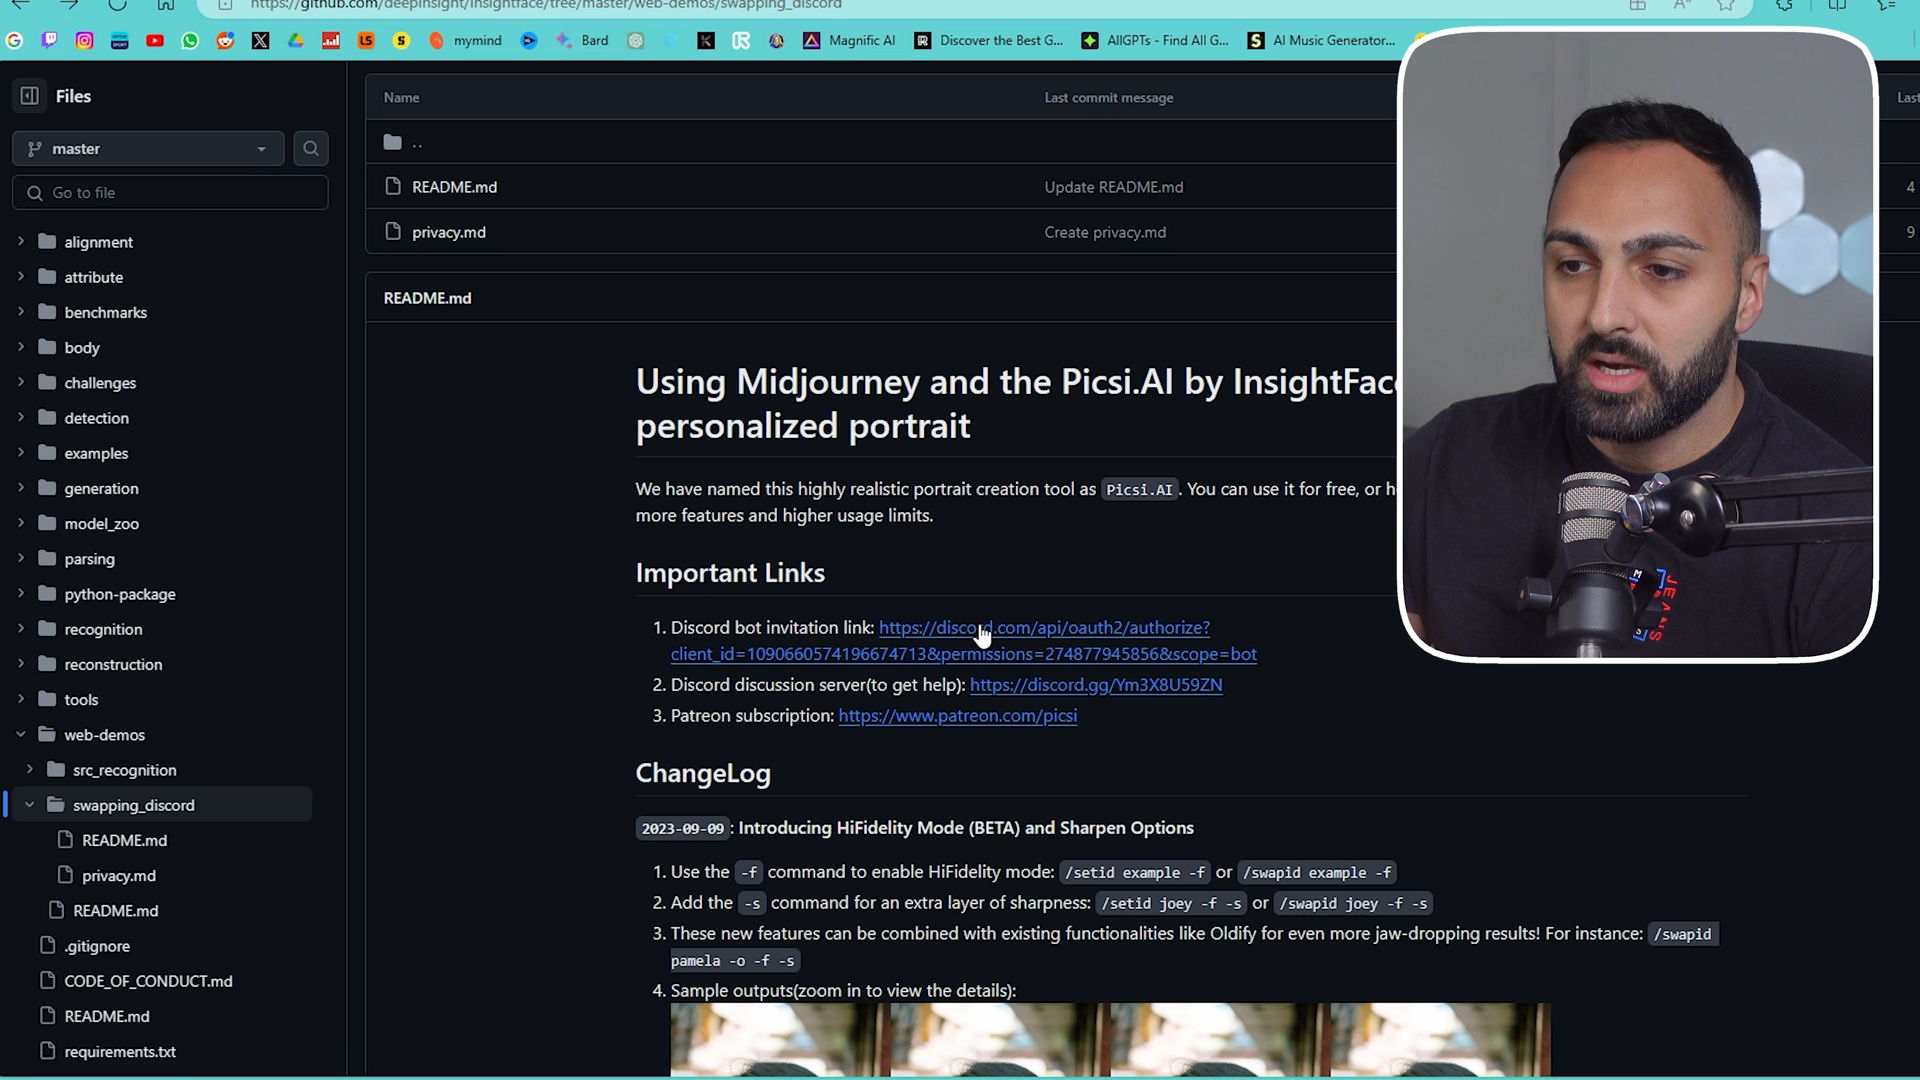 https://github.com/deepinsight/insightface/tree/master/web-demos/swapping_discord
mymind
Bard
Magnific AI
Discover the Best G...
AllGPTs - Find All G...
AI Music Generator...
Files
master
Go to file
alignment
attribute
benchmarks
body
challenges
detection
examples
generation
model_zoo
parsing
python-package
recognition
reconstruction
tools
web-demos
src_recognition
swapping_discord
README.md
privacy.md
README.md
.gitignore
CODE_OF_CONDUCT.md
README.md
requirements.txt
Name Last commit message Last
..
README.md Update README.md 4
privacy.md Create privacy.md 9
README.md
Using Midjourney and the Picsi.AI by InsightFac
personalized portrait
We have named this highly realistic portrait creation tool as Picsi.AI. You can use it for free, or h
more features and higher usage limits.
Important Links
1. Discord bot invitation link: https://discord.com/api/oauth2/authorize?
client_id=1090660574196674713&permissions=274877945856&scope=bot
2. Discord discussion server(to get help): https://discord.gg/Ym3X8U59ZN
3. Patreon subscription: https://www.patreon.com/picsi
ChangeLog
2023-09-09: Introducing HiFidelity Mode (BETA) and Sharpen Options
1. Use the -f command to enable HiFidelity mode: /setid example -f or /swapid example -f
2. Add the -s command for an extra layer of sharpness: /setid joey -f -s or /swapid joey -f -s
3. These new features can be combined with existing functionalities like Oldify for even more jaw-dropping results! For instance: /swapid
pamela -o -f -s
4. Sample outputs(zoom in to view the details):